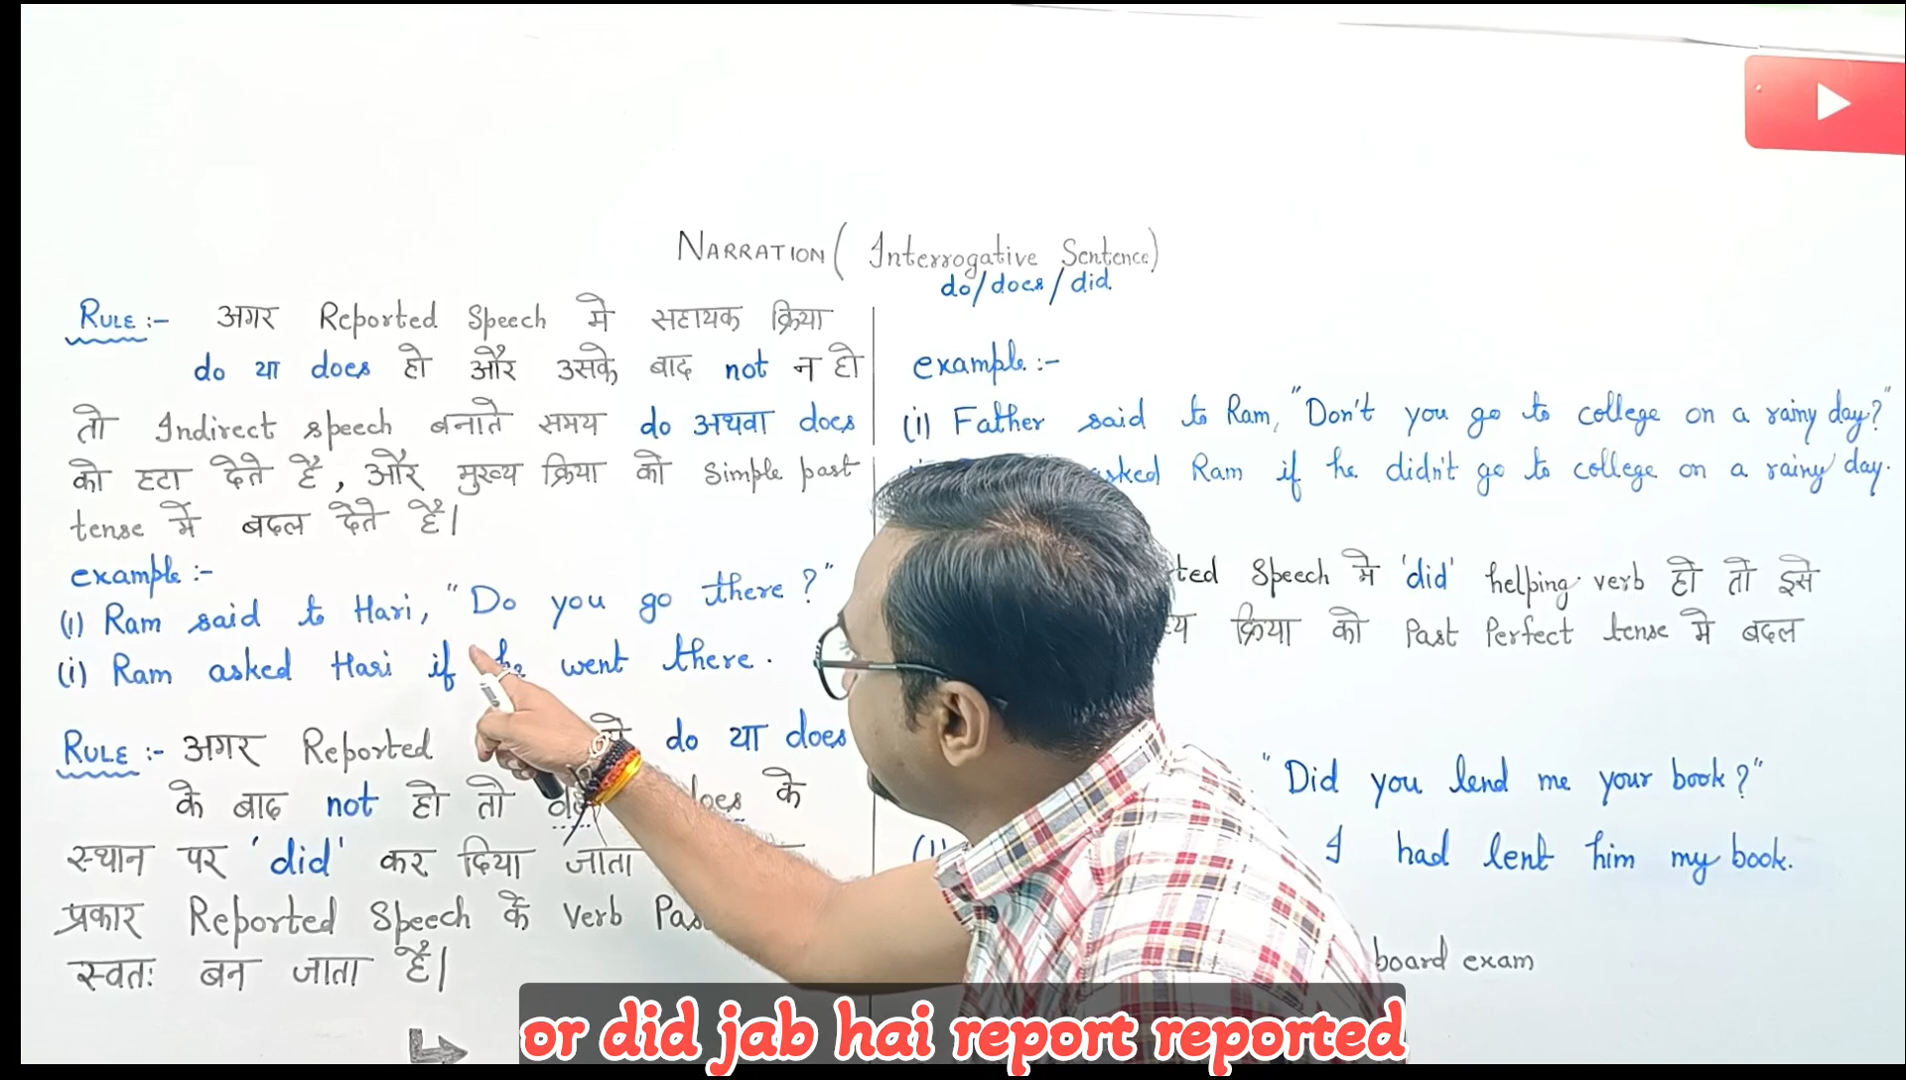 NARRATION ( Interrogative Sentence)
do/does/did
RULE :- अगर Reported Speech मे सहायक क्रिया
do या does हो और उसके बाद not न हो
तो Indirect speech बनाते समय do अथवा does
को हटा देते है , और मुख्य क्रिया को simple past
tense में बदल देते है।
example :-
(i) Ram said to Hari, "Do you go there ?"
(i) Ram asked Hari if he went there .
RULE :- अगर Reported मे do या does
के बाद not हो तो does के
स्थान पर 'did' कर दिया जाता
प्रकार Reported Speech के Verb Pas
स्वतः बन जाता है।
example :-
(i) Father said to Ram, "Don't you go to college on a rainy day?"
asked Ram if he didn't go to college on a rainy day.
ted Speech मे 'did' helping verb हो तो इसे
क्रिया को Past Perfect tense मे बदल
"Did you lend me your book ?"
(i) I had lent him my book.
board exam
or did jab hai report reported